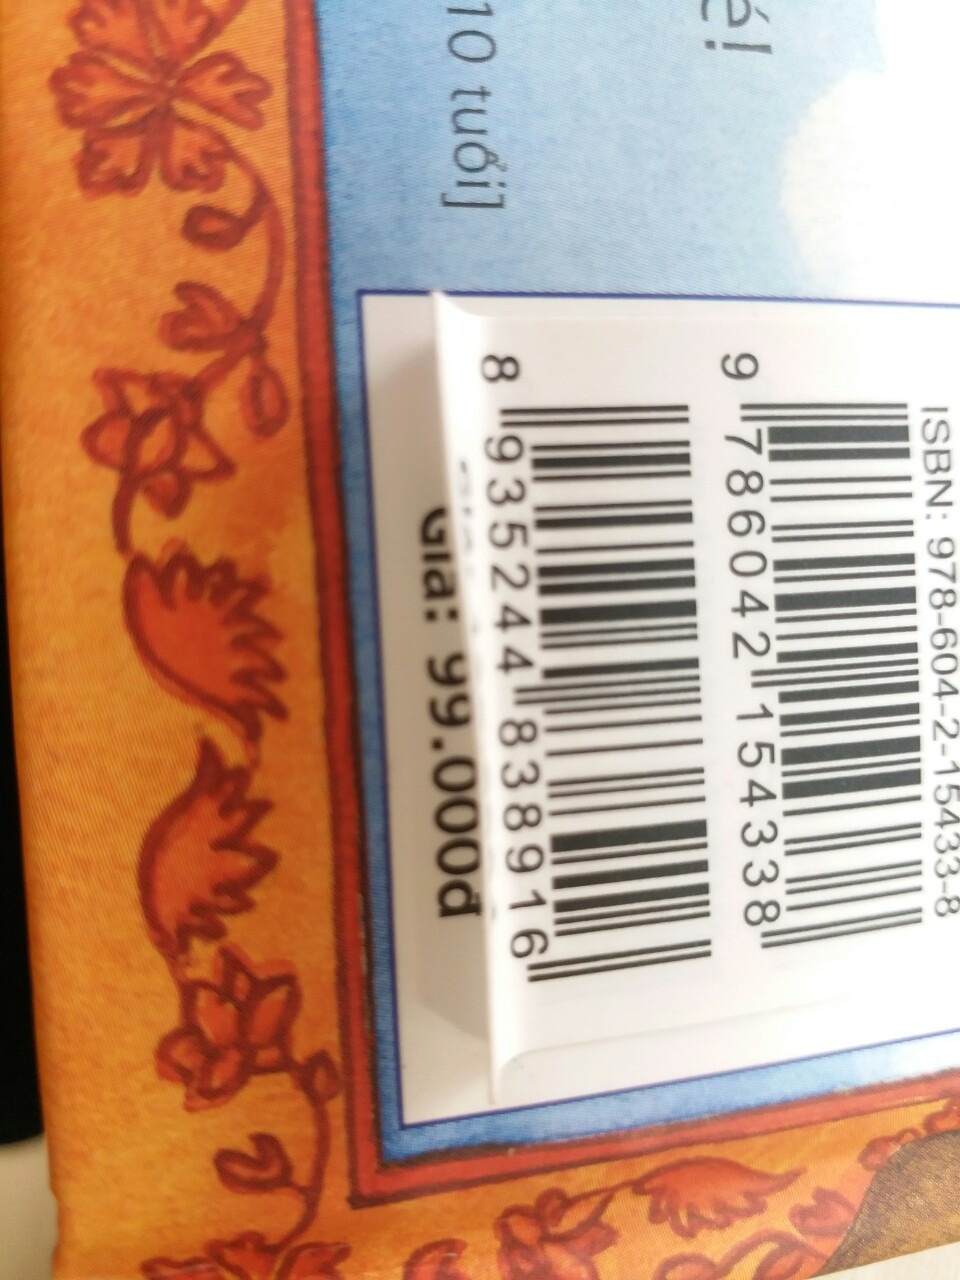 é!
10 tuổi]
ISBN: 978-604-2-15433-8
9 786042 154338
8 935244 838916
Giá: 99.000đ